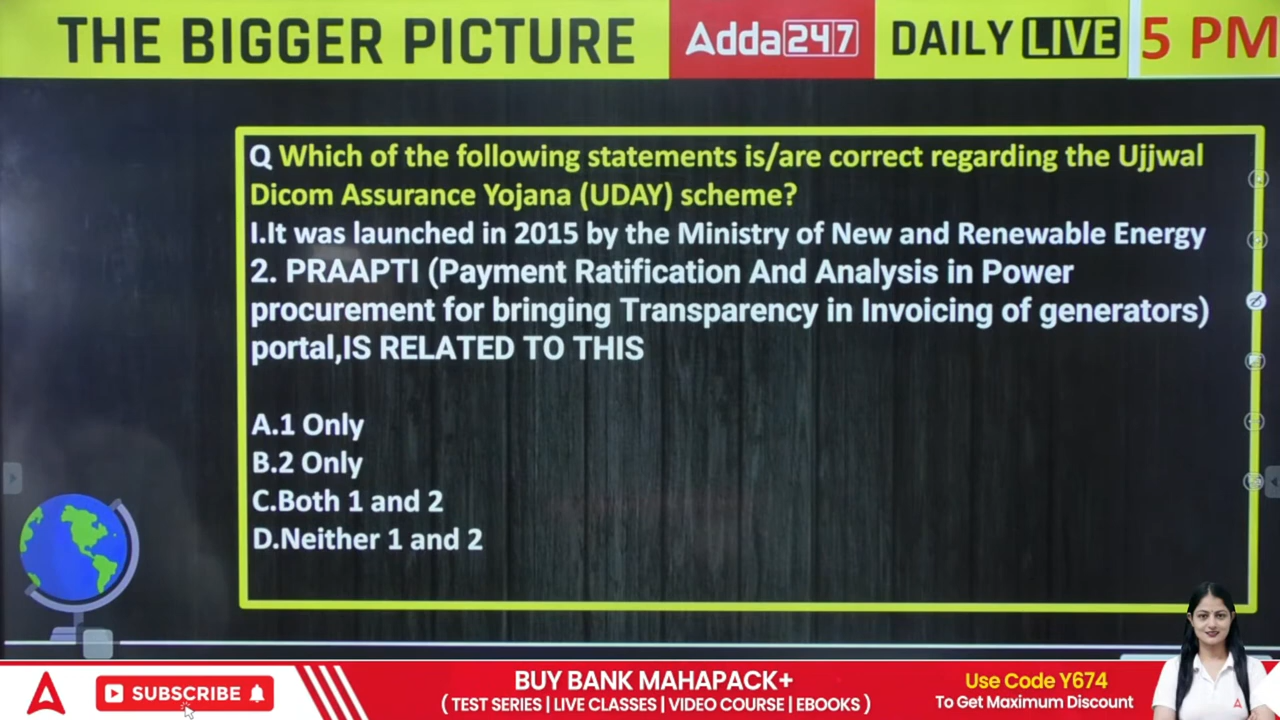 THE BIGGER PICTURE Adda247 DAILY LIVE 5 PM
Q Which of the following statements is/are correct regarding the Ujjwal
Dicom Assurance Yojana (UDAY) scheme?
I.It was launched in 2015 by the Ministry of New and Renewable Energy
2. PRAAPTI (Payment Ratification And Analysis in Power
procurement for bringing Transparency in Invoicing of generators)
portal,IS RELATED TO THIS
A.1 Only
B.2 Only
C.Both 1 and 2
D.Neither 1 and 2
SUBSCRIBE
BUY BANK MAHAPACK+
( TEST SERIES | LIVE CLASSES | VIDEO COURSE | EBOOKS )
Use Code Y674
To Get Maximum Discount